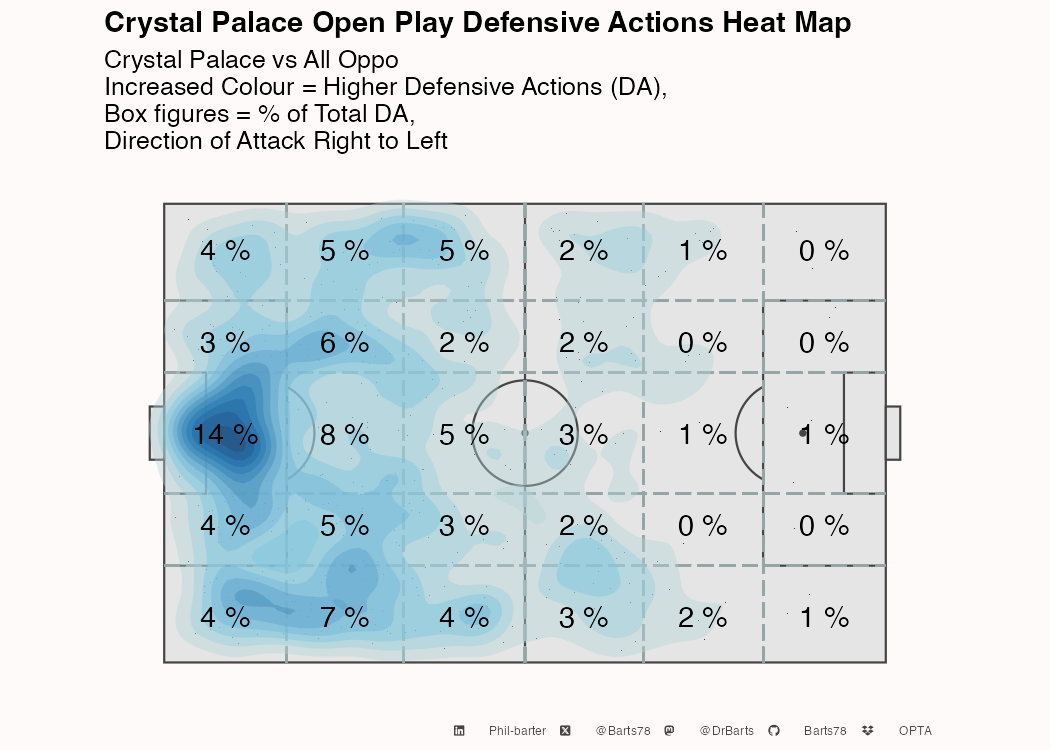 Crystal Palace Open Play Defensive Actions Heat Map
Crystal Palace vs All Oppo
Increased Colour = Higher Defensive Actions (DA),
Box figures = % of Total DA,
Direction of Attack Right to Left
4 % 5 % 5 % 2 % 1 % 0 %
3 % 6 % 2 % 2 % 0 % 0 %
14 % 8 % 5 % 3 % 1 % 1 %
4 % 5 % 3 % 2 % 0 % 0 %
4 % 7 % 4 % 3 % 2 % 1 %
Phil-barter @Barts78 @DrBarts Barts78 OPTA